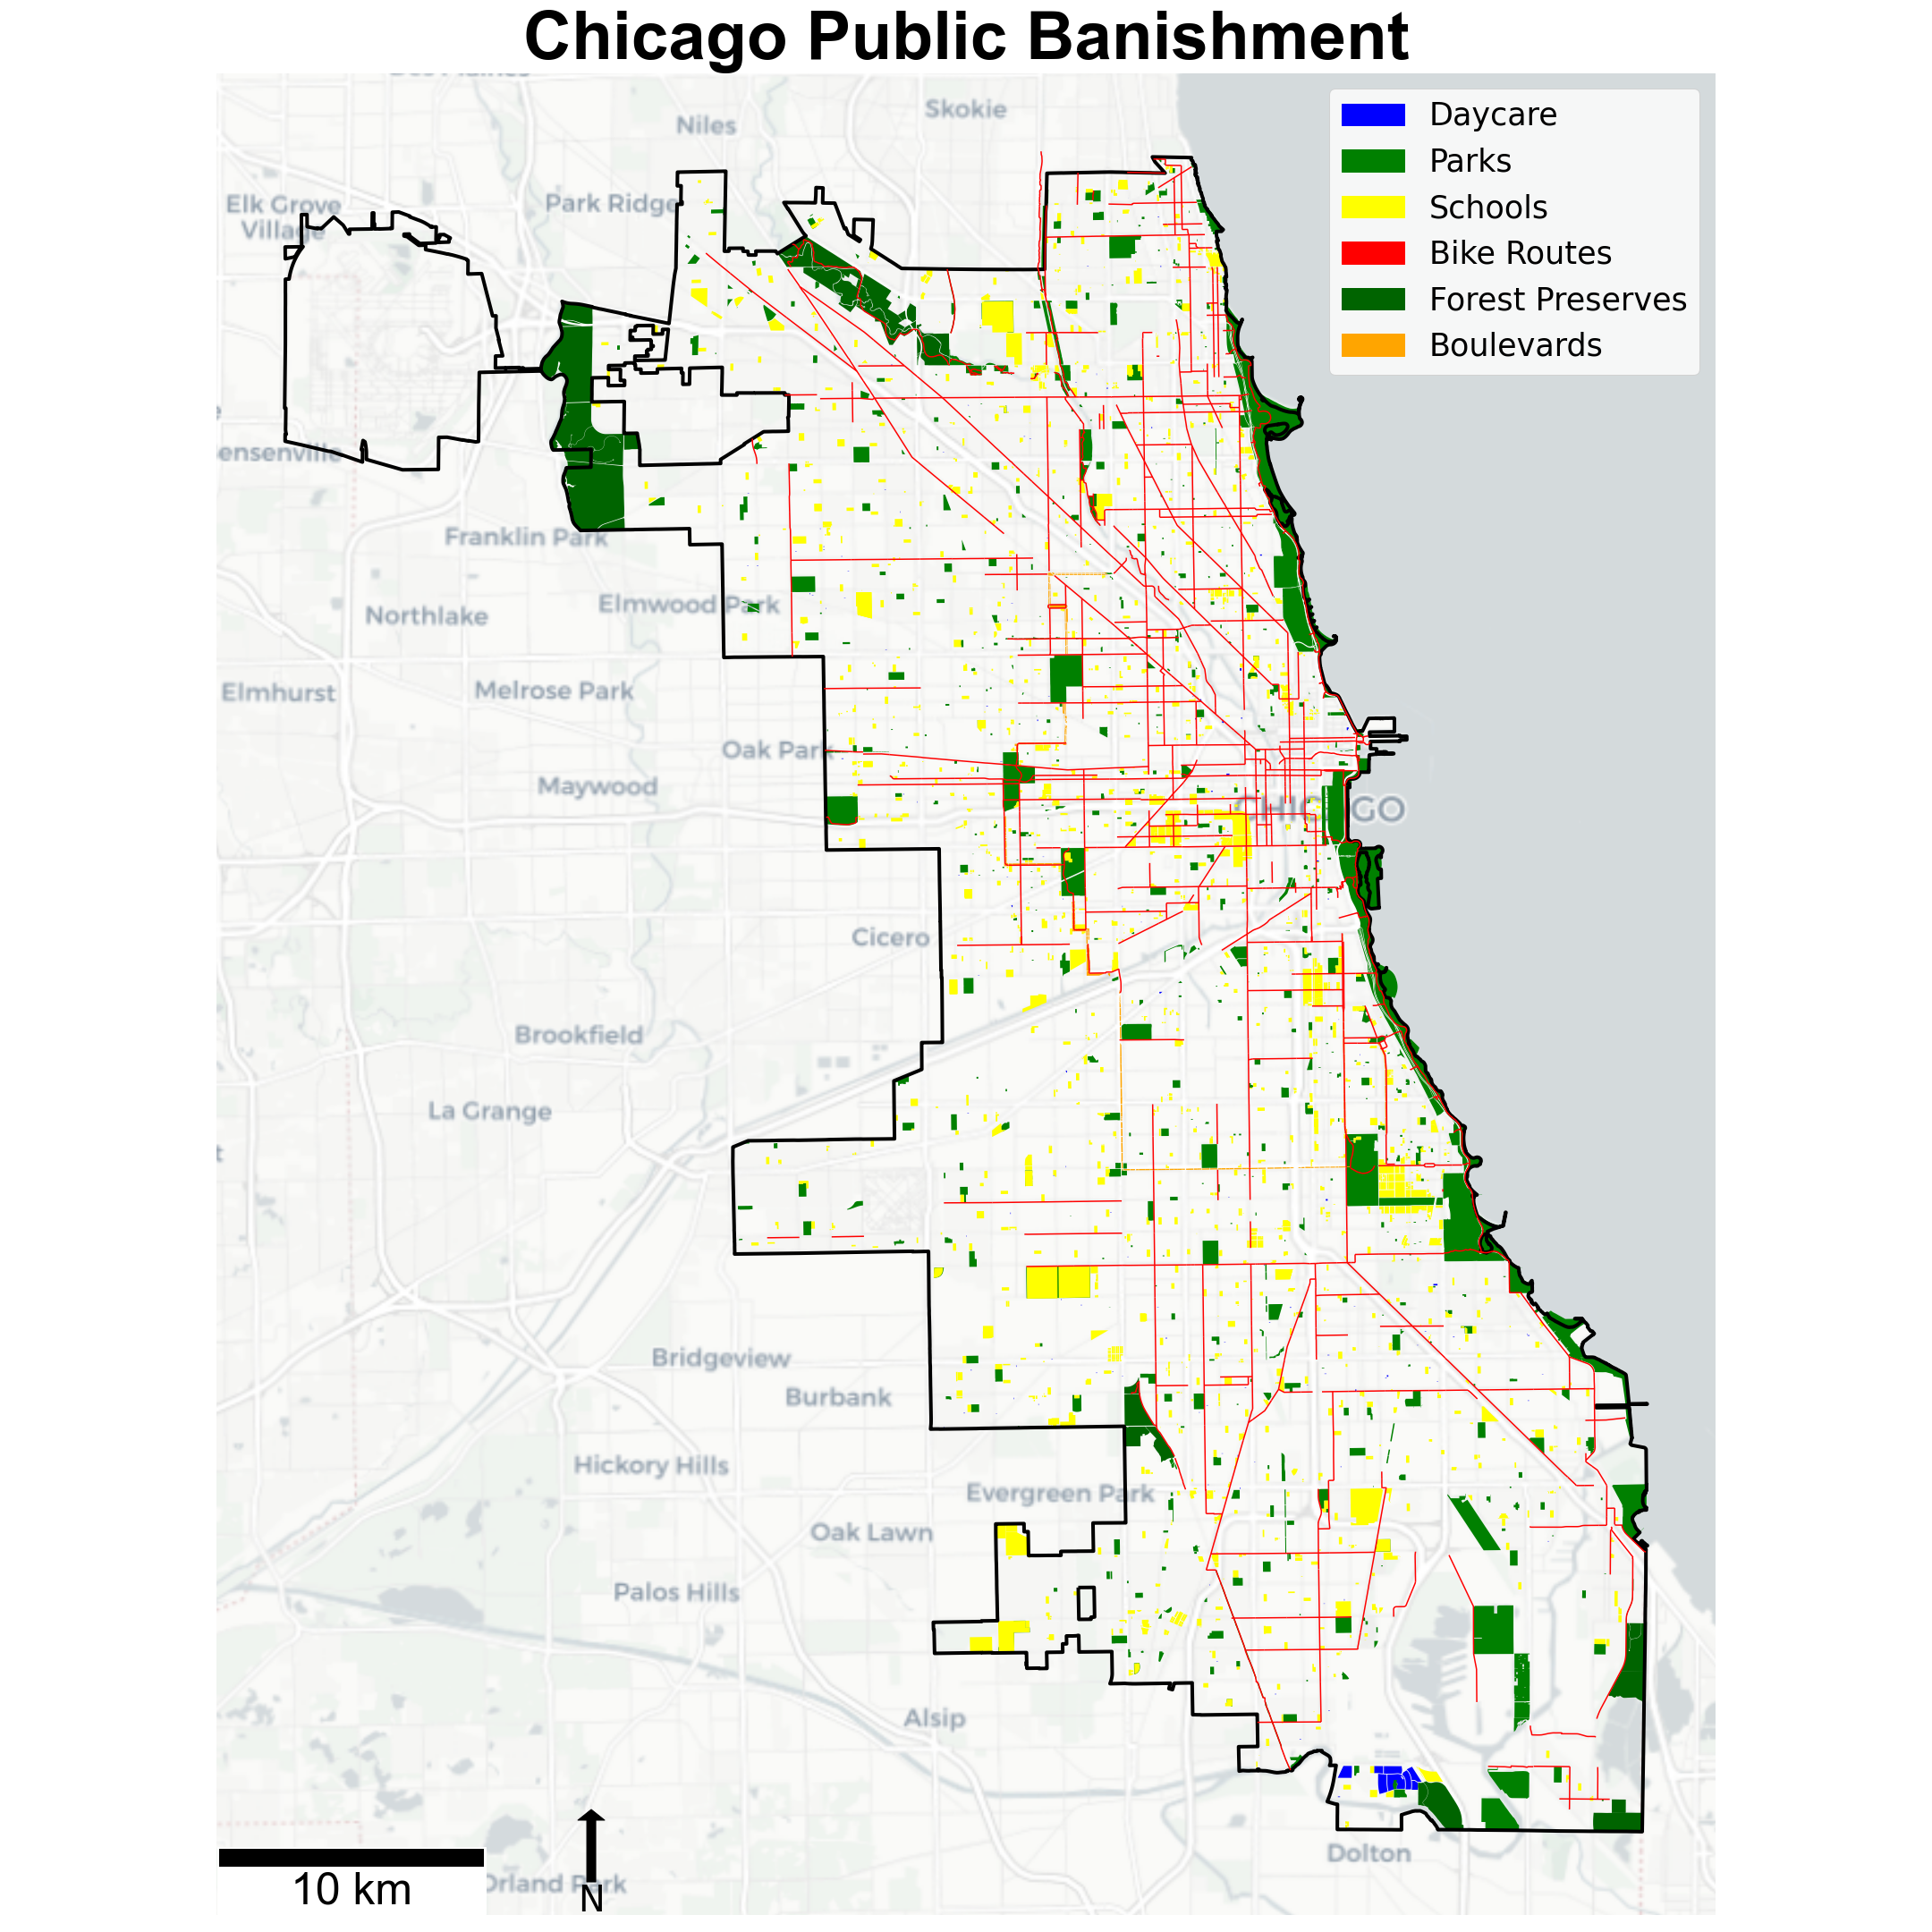 Chicago Public Banishment
Skokie
Niles
Daycare
Parks
Schools
Bike Routes
Forest Preserves
Boulevards
Elk Grove
Village
Park Ridge
Franklin Park
Northlake
Elmwood Park
Elmhurst
Melrose Park
Oak Park
Maywood
CHICAGO
Cicero
Brookfield
La Grange
Bridgeview
Burbank
Hickory Hills
Evergreen Park
Oak Lawn
Palos Hills
Alsip
Dolton
10 km
N
Orland Park